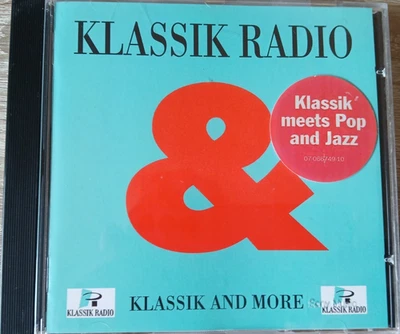 KLASSIK RADIO
&
Klassik
meets Pop
and Jazz
KLASSIK AND MORE
KLASSIK RADIO
KLASSIK RADIO